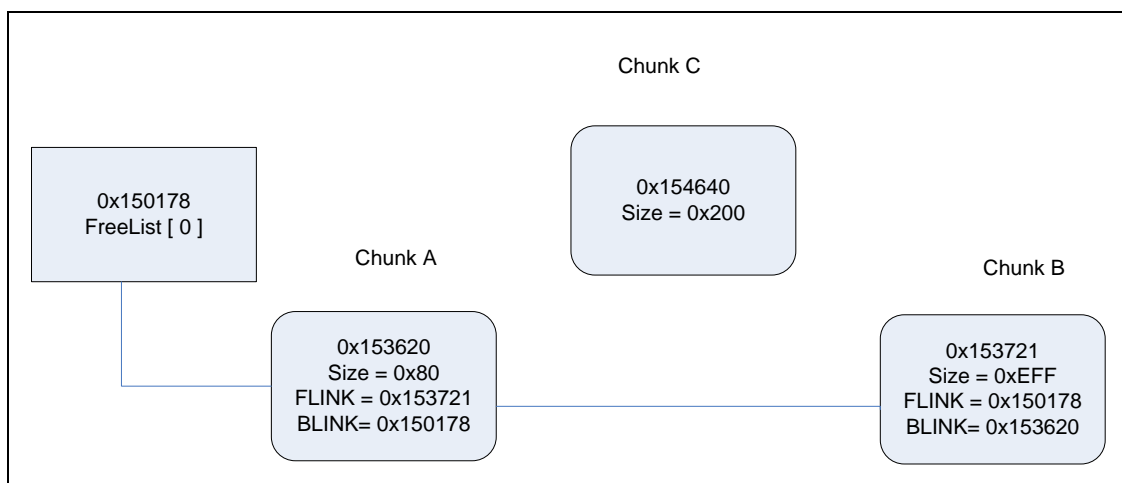 Chunk C
0x154640
Size = 0x200
0x150178
FreeList [ 0 ]
Chunk A
0x153620
Size = 0x80
FLINK = 0x153721
BLINK= 0x150178
Chunk B
0x153721
Size = 0xEFF
FLINK = 0x150178
BLINK= 0x153620